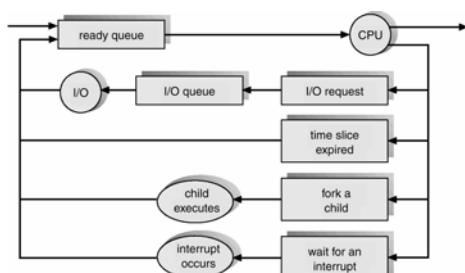 ready queue
CPU
I/O
I/O queue
I/O request
time slice
expired
child
executes
fork a
child
interrupt
occurs
wait for an
interrupt